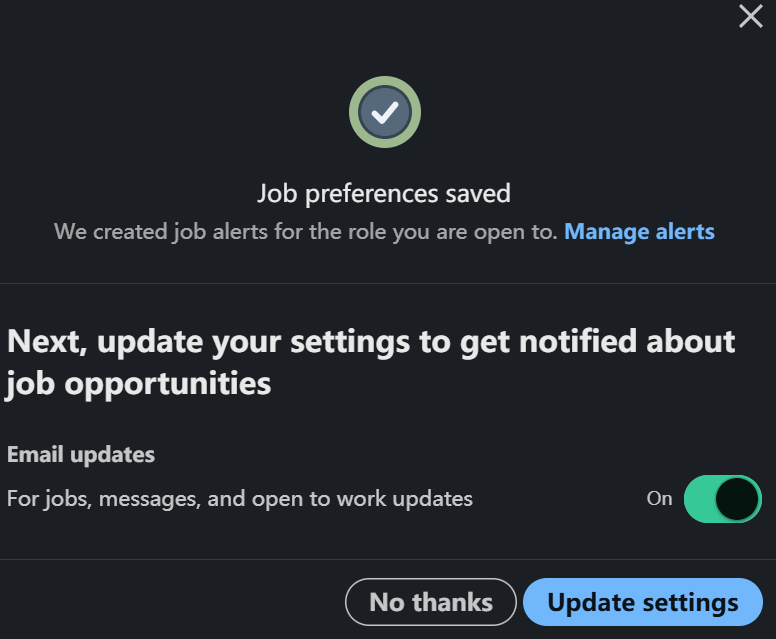 Job preferences saved
We created job alerts for the role you are open to. Manage alerts
Next, update your settings to get notified about
job opportunities
Email updates
For jobs, messages, and open to work updates
On
No thanks
Update settings